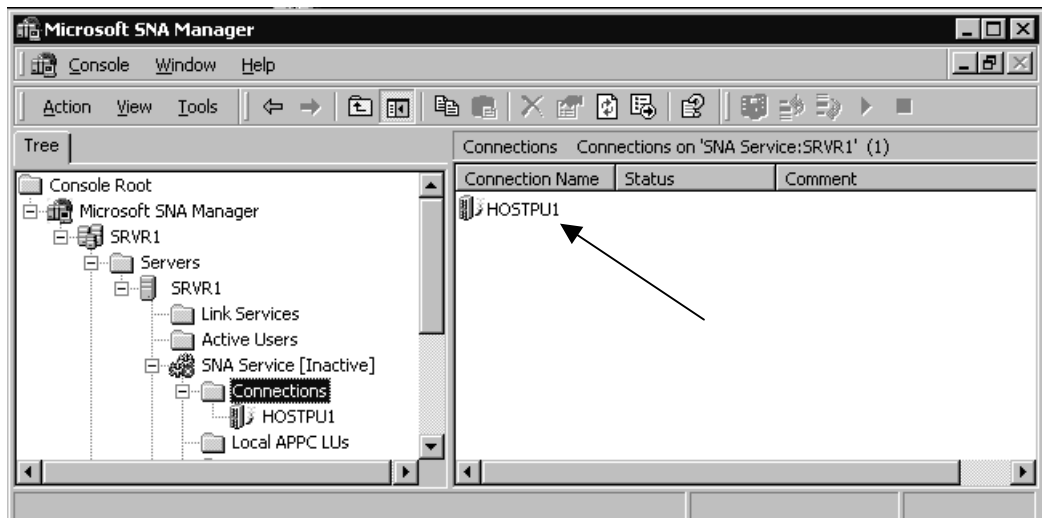 Microsoft SNA Manager
Console Window Help
Action View Tools
Tree
Connections Connections on 'SNA Service:SRVR1' (1)
Connection Name Status Comment
Console Root
Microsoft SNA Manager
SRVR1
Servers
SRVR1
Link Services
Active Users
SNA Service [Inactive]
Connections
HOSTPU1
Local APPC LUs
HOSTPU1